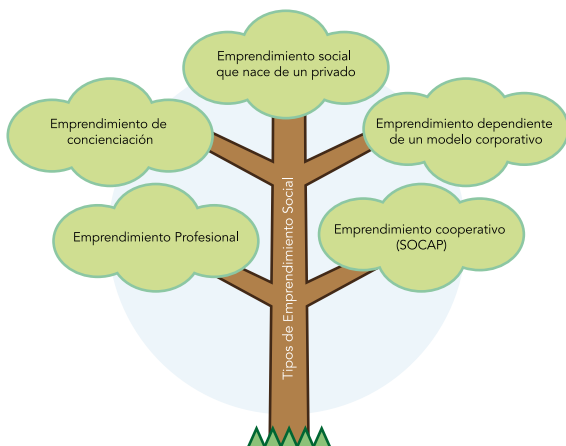 Emprendimiento social
que nace de un privado
Emprendimiento de
concienciación
Emprendimiento dependiente
de un modelo corporativo
Emprendimiento Profesional
Emprendimiento cooperativo
(SOCAP)
Tipos de Emprendimiento Social